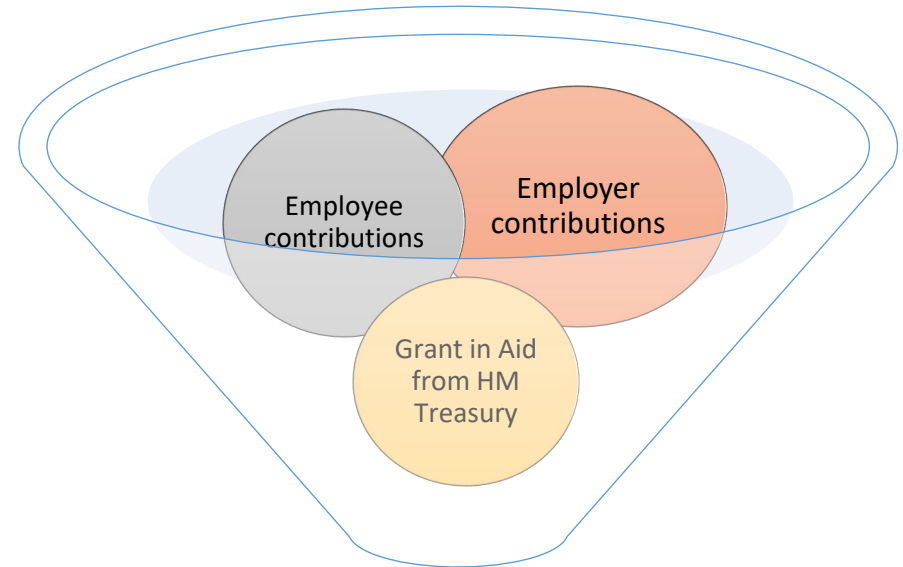 Employee
contributions
Employer
contributions
Grant in Aid
from HM
Treasury